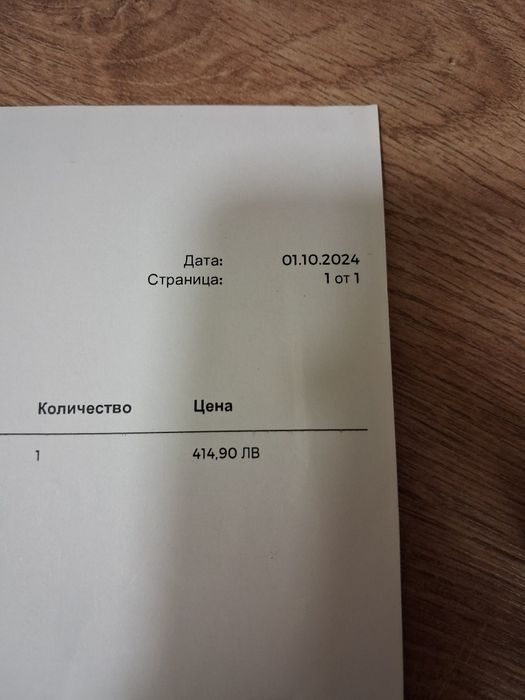 Дата: 01.10.2024
Страница: 1 от 1
Количество Цена
1 414,90 ЛВ